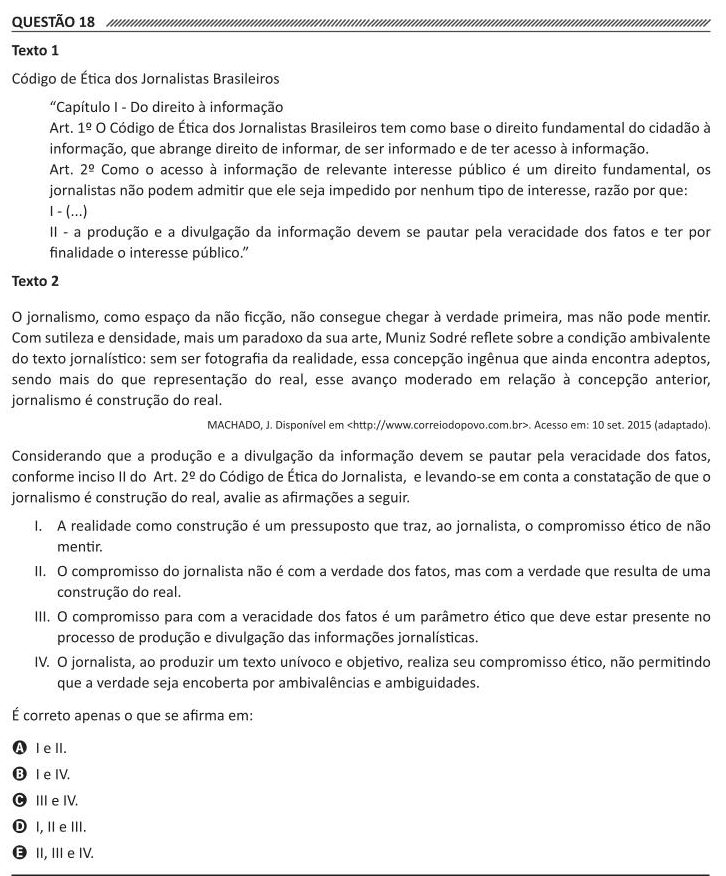 QUESTÃO 18
Texto 1
Código de Ética dos Jornalistas Brasileiros
“Capítulo I - Do direito à informação
Art. 1º O Código de Ética dos Jornalistas Brasileiros tem como base o direito fundamental do cidadão à
informação, que abrange direito de informar, de ser informado e de ter acesso à informação.
Art. 2º Como o acesso à informação de relevante interesse público é um direito fundamental, os
jornalistas não podem admitir que ele seja impedido por nenhum tipo de interesse, razão por que:
I - (...)
II - a produção e a divulgação da informação devem se pautar pela veracidade dos fatos e ter por
finalidade o interesse público.”
Texto 2
O jornalismo, como espaço da não ficção, não consegue chegar à verdade primeira, mas não pode mentir.
Com sutileza e densidade, mais um paradoxo da sua arte, Muniz Sodré reflete sobre a condição ambivalente
do texto jornalístico: sem ser fotografia da realidade, essa concepção ingênua que ainda encontra adeptos,
sendo mais do que representação do real, esse avanço moderado em relação à concepção anterior,
jornalismo é construção do real.
MACHADO, J. Disponível em <http://www.correiodopovo.com.br>. Acesso em: 10 set. 2015 (adaptado).
Considerando que a produção e a divulgação da informação devem se pautar pela veracidade dos fatos,
conforme inciso II do Art. 2º do Código de Ética do Jornalista, e levando-se em conta a constatação de que o
jornalismo é construção do real, avalie as afirmações a seguir.
I. A realidade como construção é um pressuposto que traz, ao jornalista, o compromisso ético de não
mentir.
II. O compromisso do jornalista não é com a verdade dos fatos, mas com a verdade que resulta de uma
construção do real.
III. O compromisso para com a veracidade dos fatos é um parâmetro ético que deve estar presente no
processo de produção e divulgação das informações jornalísticas.
IV. O jornalista, ao produzir um texto unívoco e objetivo, realiza seu compromisso ético, não permitindo
que a verdade seja encoberta por ambivalências e ambiguidades.
É correto apenas o que se afirma em:
A I e II.
B I e IV.
C III e IV.
D I, II e III.
E II, III e IV.